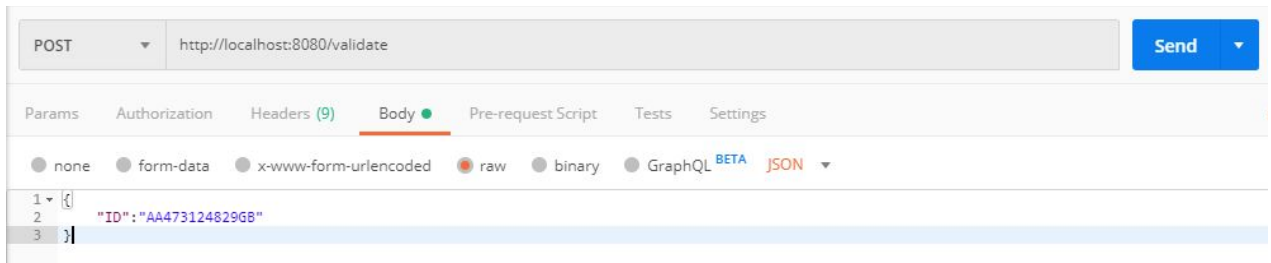 POST http://localhost:8080/validate Send
Params Authorization Headers (9) Body Pre-request Script Tests Settings
none form-data x-www-form-urlencoded raw binary GraphQL BETA JSON
1 {
2 "ID":"AA473124829GB"
3 }